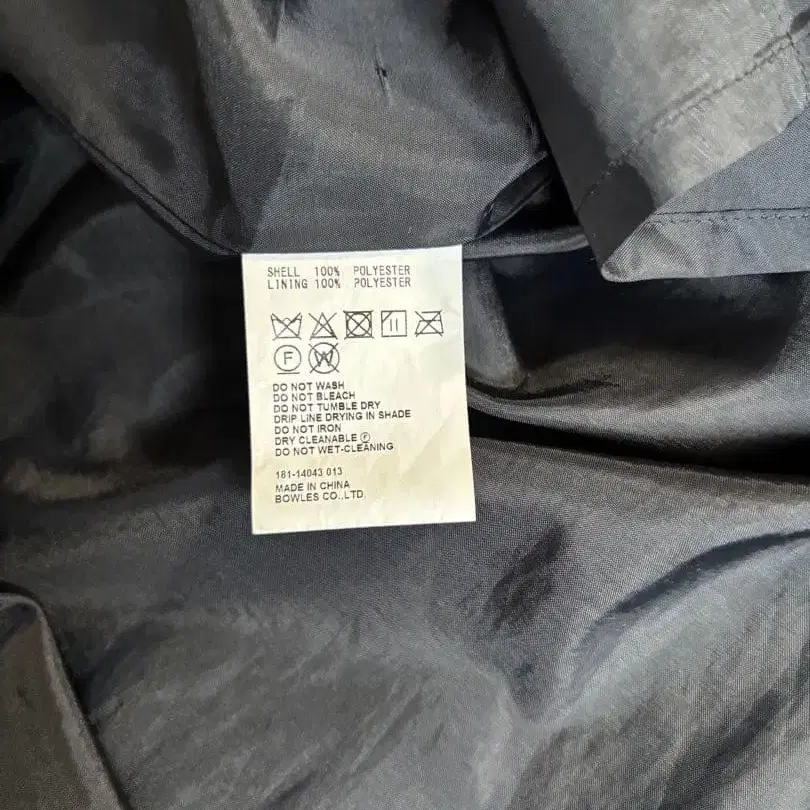 SHELL 100% POLYESTER
LINING 100% POLYESTER
F W
DO NOT WASH
DO NOT BLEACH
DO NOT TUMBLE DRY
DRIP LINE DRYING IN SHADE
DO NOT IRON
DRY CLEANABLE Ⓕ
DO NOT WET-CLEANING
181-14043 013
MADE IN CHINA
BOWLES CO.,LTD.